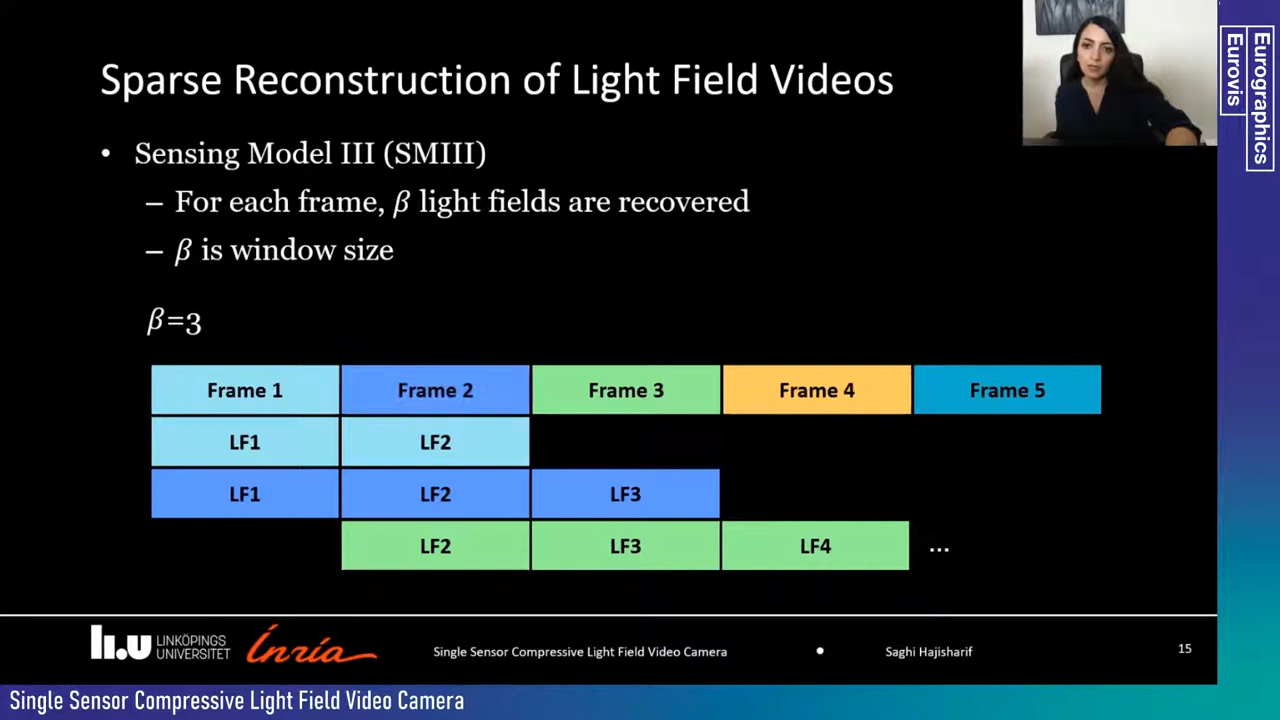 Sparse Reconstruction of Light Field Videos
• Sensing Model III (SMIII)
– For each frame, β light fields are recovered
– β is window size
β=3
Frame 1 Frame 2 Frame 3 Frame 4 Frame 5
LF1 LF2
LF1 LF2 LF3
LF2 LF3 LF4 ...
LiU LINKÖPINGS UNIVERSITET Inria Single Sensor Compressive Light Field Video Camera • Saghi Hajisharif 15
Single Sensor Compressive Light Field Video Camera
Eurographics
Eurovis